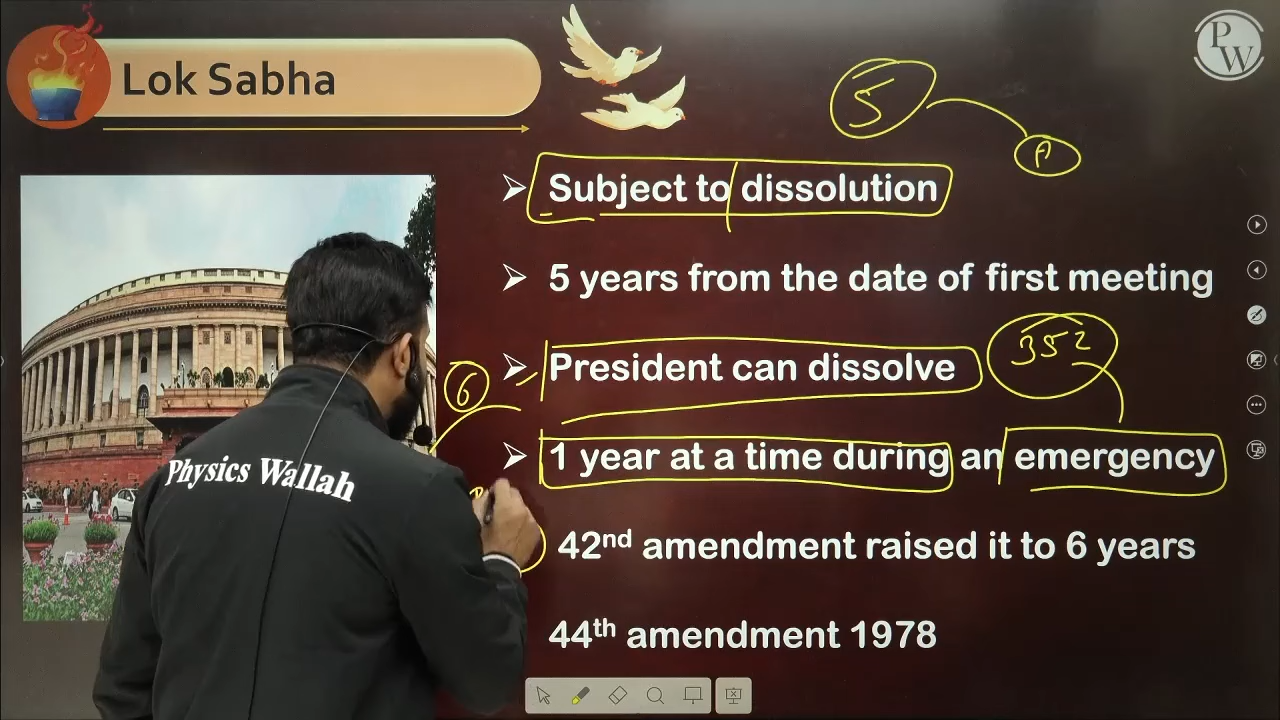 Lok Sabha
PW
5
A
➢ Subject to dissolution
➢ 5 years from the date of first meeting
352
➢ President can dissolve
6
➢ 1 year at a time during an emergency
Physics Wallah
42nd amendment raised it to 6 years
44th amendment 1978